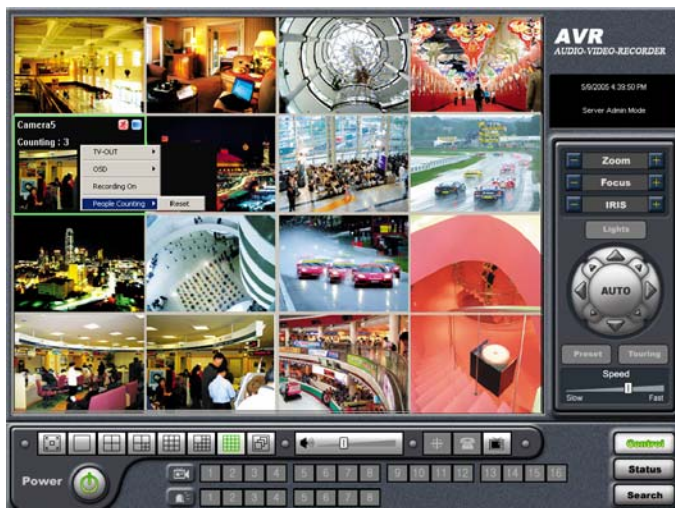 AVR
AUDIO-VIDEO-RECORDER
5/9/2005 4:39:50 PM
Server Admin Mode
Camera5
Counting : 3
TV-OUT
OSD
Recording On
People Counting
Reset
Zoom
Focus
IRIS
Lights
AUTO
Preset
Touring
Speed
Slow
Fast
Control
Status
Search
Power
1 2 3 4 5 6 7 8 9 10 11 12 13 14 15 16
1 2 3 4 5 6 7 8